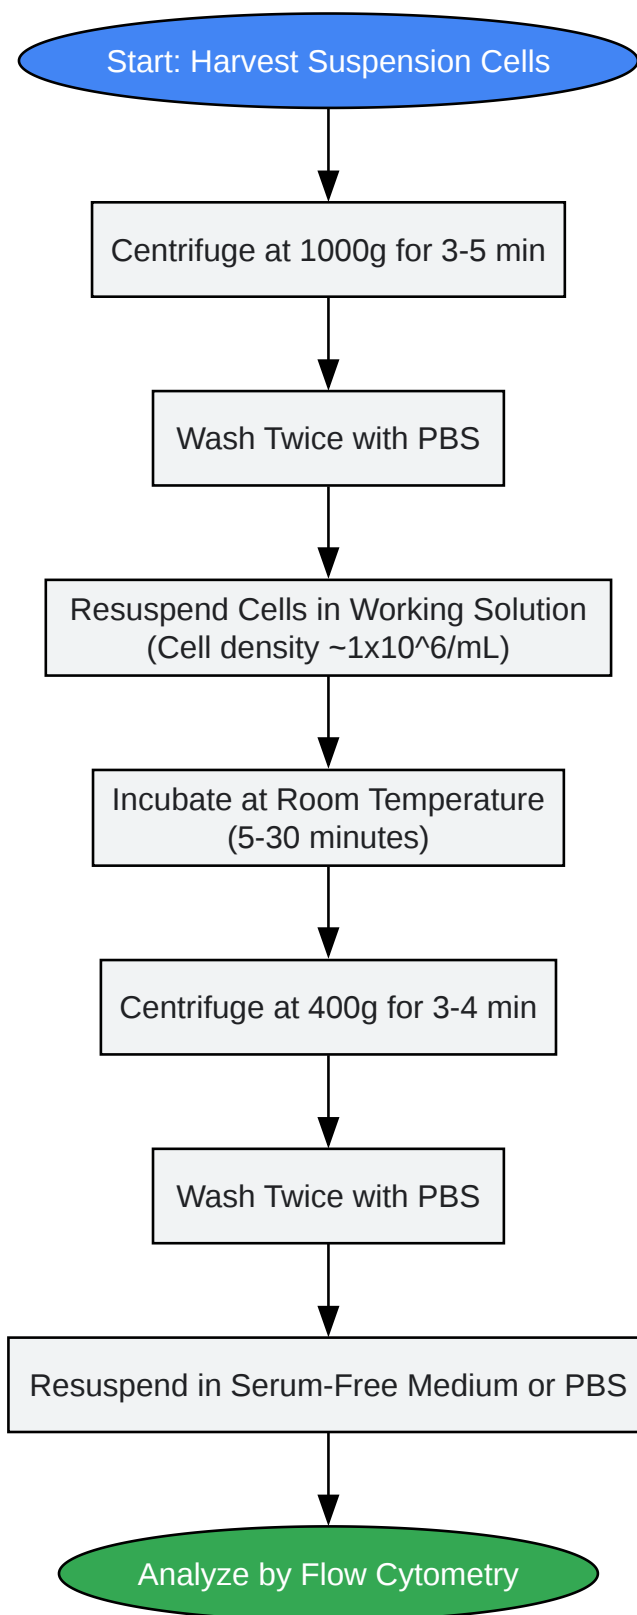 Start: Harvest Suspension Cells
Centrifuge at 1000g for 3-5 min
Wash Twice with PBS
Resuspend Cells in Working Solution
(Cell density ~1x10^6/mL)
Incubate at Room Temperature
(5-30 minutes)
Centrifuge at 400g for 3-4 min
Wash Twice with PBS
Resuspend in Serum-Free Medium or PBS
Analyze by Flow Cytometry